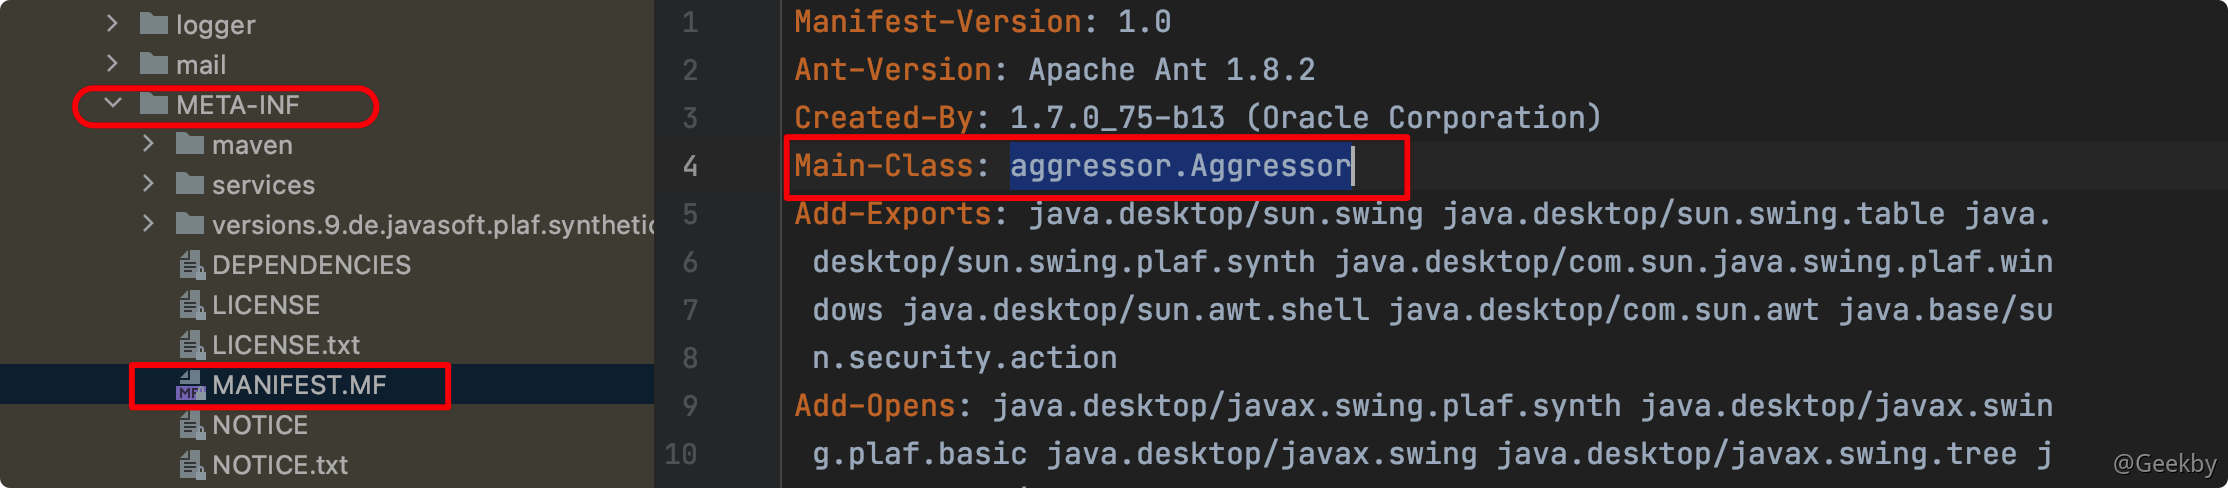 logger
mail
META-INF
maven
services
versions.9.de.javasoft.plaf.synthetic
DEPENDENCIES
LICENSE
LICENSE.txt
MANIFEST.MF
NOTICE
NOTICE.txt
1 Manifest-Version: 1.0
2 Ant-Version: Apache Ant 1.8.2
3 Created-By: 1.7.0_75-b13 (Oracle Corporation)
4 Main-Class: aggressor.Aggressor
5 Add-Exports: java.desktop/sun.swing java.desktop/sun.swing.table java.
6 desktop/sun.swing.plaf.synth java.desktop/com.sun.java.swing.plaf.win
7 dows java.desktop/sun.awt.shell java.desktop/com.sun.awt java.base/su
8 n.security.action
9 Add-Opens: java.desktop/javax.swing.plaf.synth java.desktop/javax.swin
10 g.plaf.basic java.desktop/javax.swing java.desktop/javax.swing.tree j
@Geekby